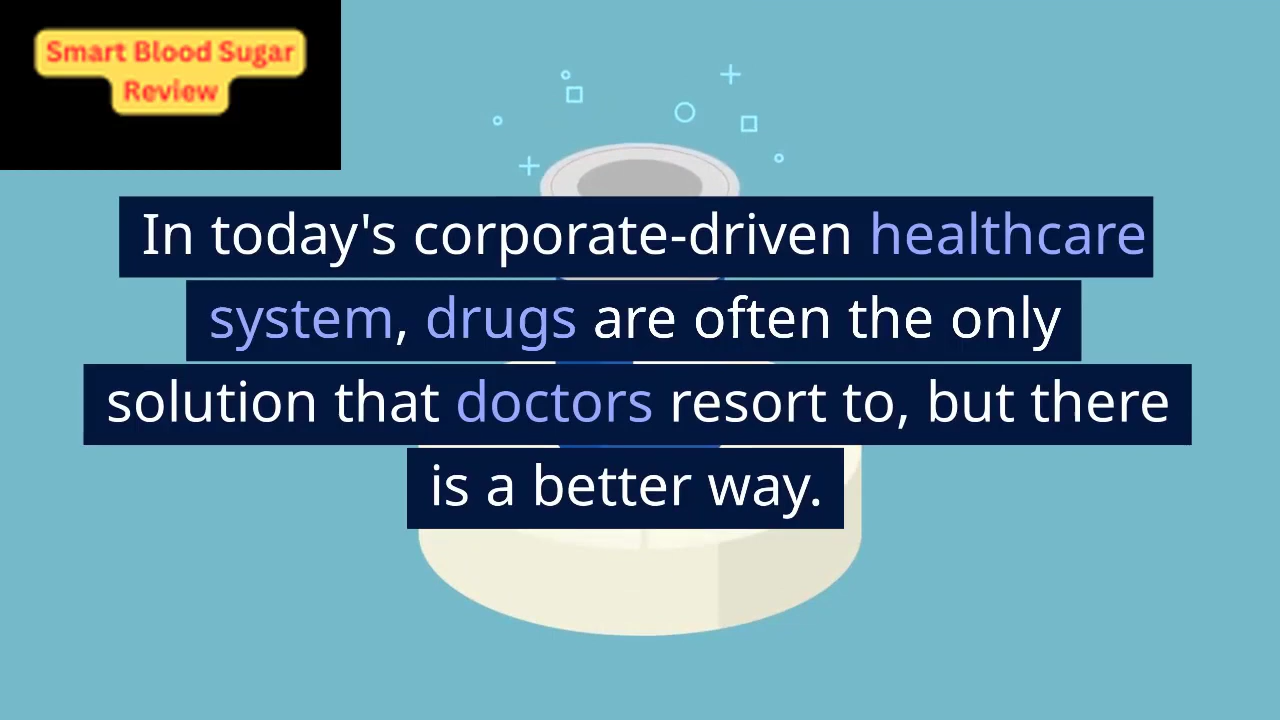 Smart Blood Sugar
Review
In today's corporate-driven healthcare
system, drugs are often the only
solution that doctors resort to, but there
is a better way.